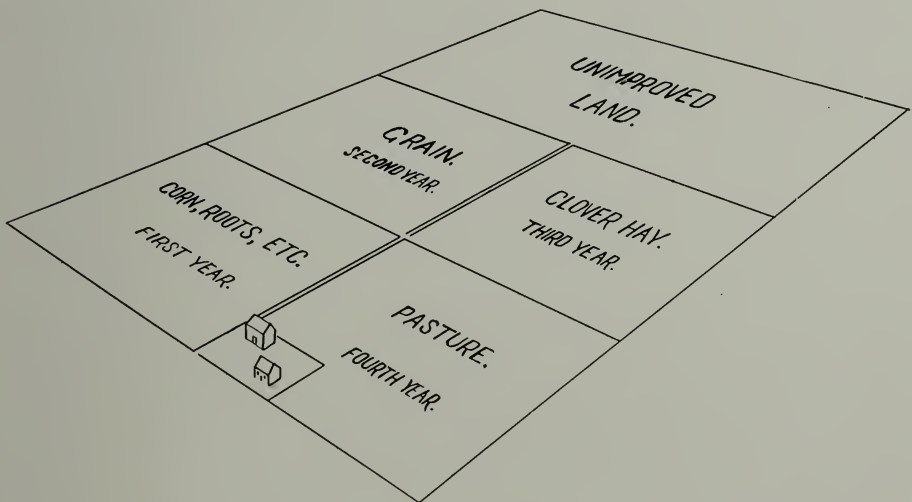 UNIMPROVED
LAND.
GRAIN.
SECOND YEAR.
CLOVER HAY.
THIRD YEAR.
CORN, ROOTS, ETC.
FIRST YEAR.
PASTURE.
FOURTH YEAR.